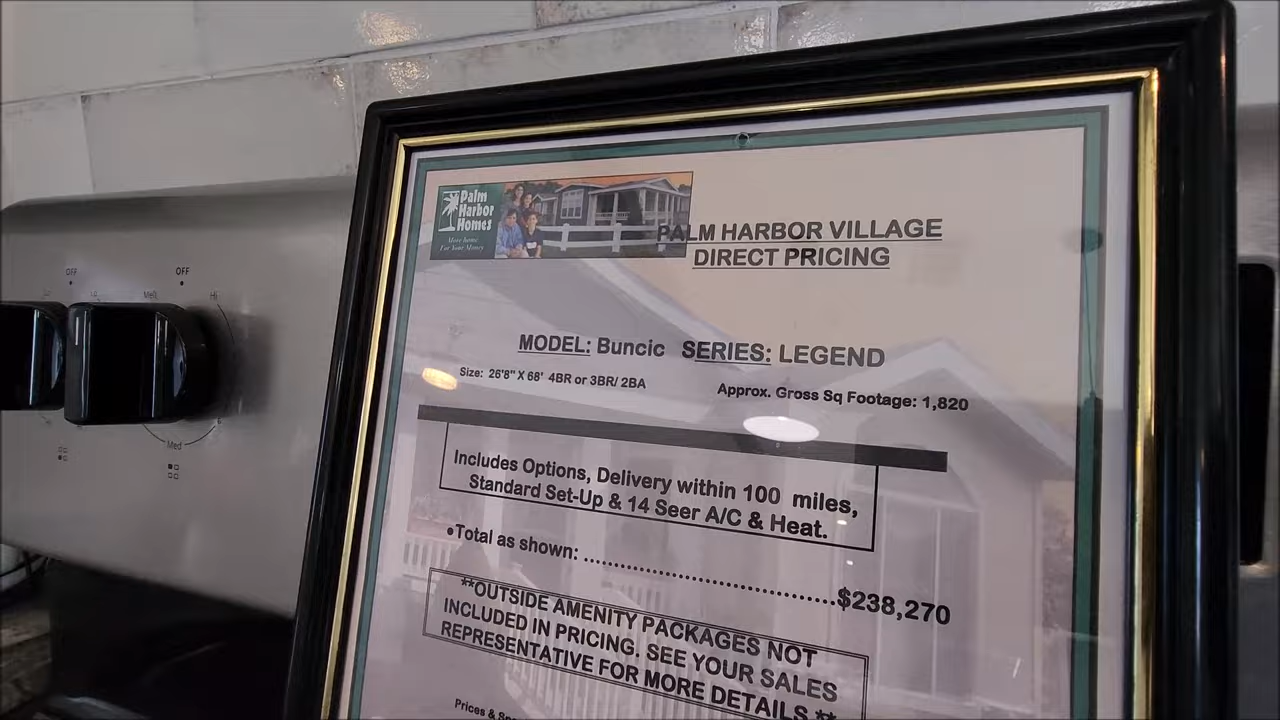 OFF
OFF
Lo
Melt
Hi
Med
Palm
Harbor
Homes
More home
For Your Money
PALM HARBOR VILLAGE
DIRECT PRICING
MODEL: Buncic SERIES: LEGEND
Size: 26'8" X 68' 4BR or 3BR/ 2BA
Approx. Gross Sq Footage: 1,820
Includes Options, Delivery within 100 miles,
Standard Set-Up & 14 Seer A/C & Heat.
•Total as shown: ........................................$238,270
**OUTSIDE AMENITY PACKAGES NOT
INCLUDED IN PRICING. SEE YOUR SALES
REPRESENTATIVE FOR MORE DETAILS.**
Prices &